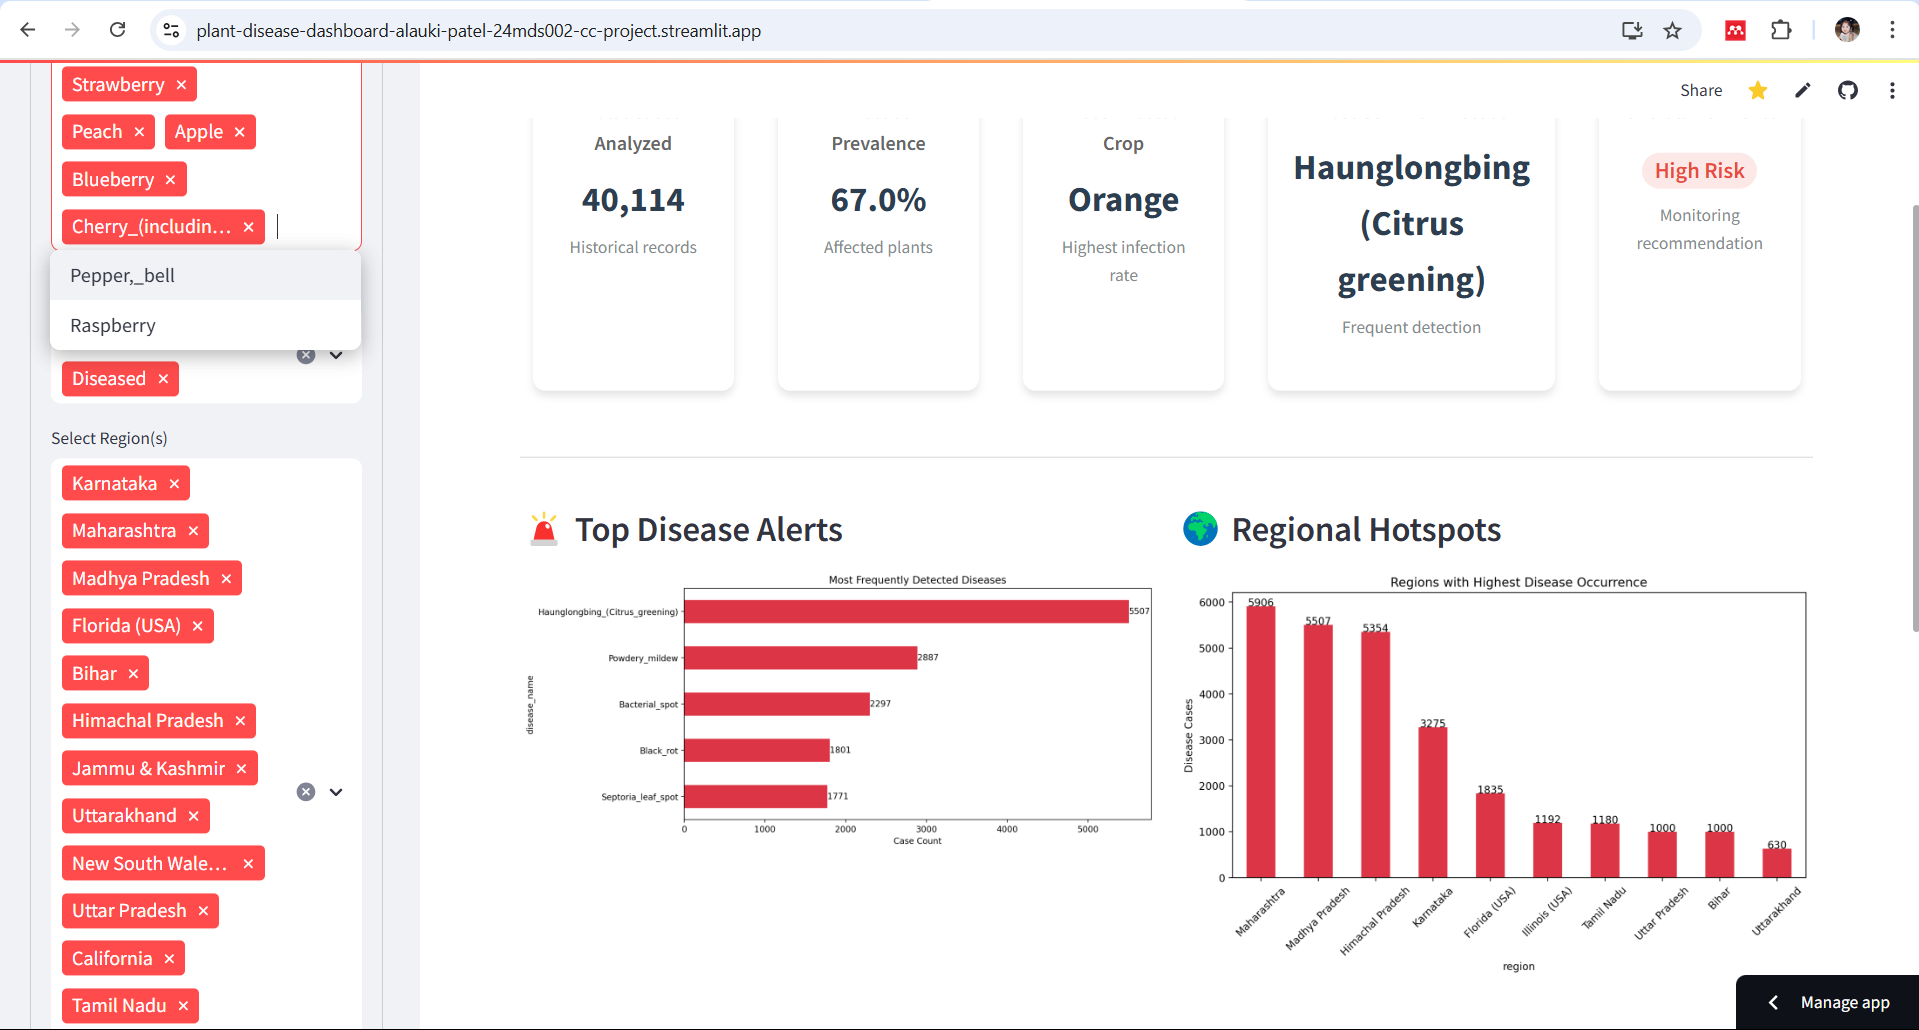 plant-disease-dashboard-alauki-patel-24mds002-cc-project.streamlit.app
Share
Strawberry ×
Peach × Apple ×
Blueberry ×
Cherry_(includin... ×
Pepper,_bell
Raspberry
Diseased ×
Select Region(s)
Karnataka ×
Maharashtra ×
Madhya Pradesh ×
Florida (USA) ×
Bihar ×
Himachal Pradesh ×
Jammu & Kashmir ×
Uttarakhand ×
New South Wale... ×
Uttar Pradesh ×
California ×
Tamil Nadu ×
Analyzed
40,114
Historical records
Prevalence
67.0%
Affected plants
Crop
Orange
Highest infection
rate
Haunglongbing
(Citrus
greening)
Frequent detection
High Risk
Monitoring
recommendation
Top Disease Alerts
Most Frequently Detected Diseases
disease_name
Haunglongbing_(Citrus_greening) 5507
Powdery_mildew 2887
Bacterial_spot 2297
Black_rot 1801
Septoria_leaf_spot 1771
0 1000 2000 3000 4000 5000
Case Count
Regional Hotspots
Regions with Highest Disease Occurrence
Disease Cases
6000
5000
4000
3000
2000
1000
0
5906 5507 5354 3275 1835 1192 1180 1000 1000 630
Maharashtra Madhya Pradesh Himachal Pradesh Karnataka Florida (USA) Illinois (USA) Tamil Nadu Uttar Pradesh Bihar Uttarakhand
region
Manage app